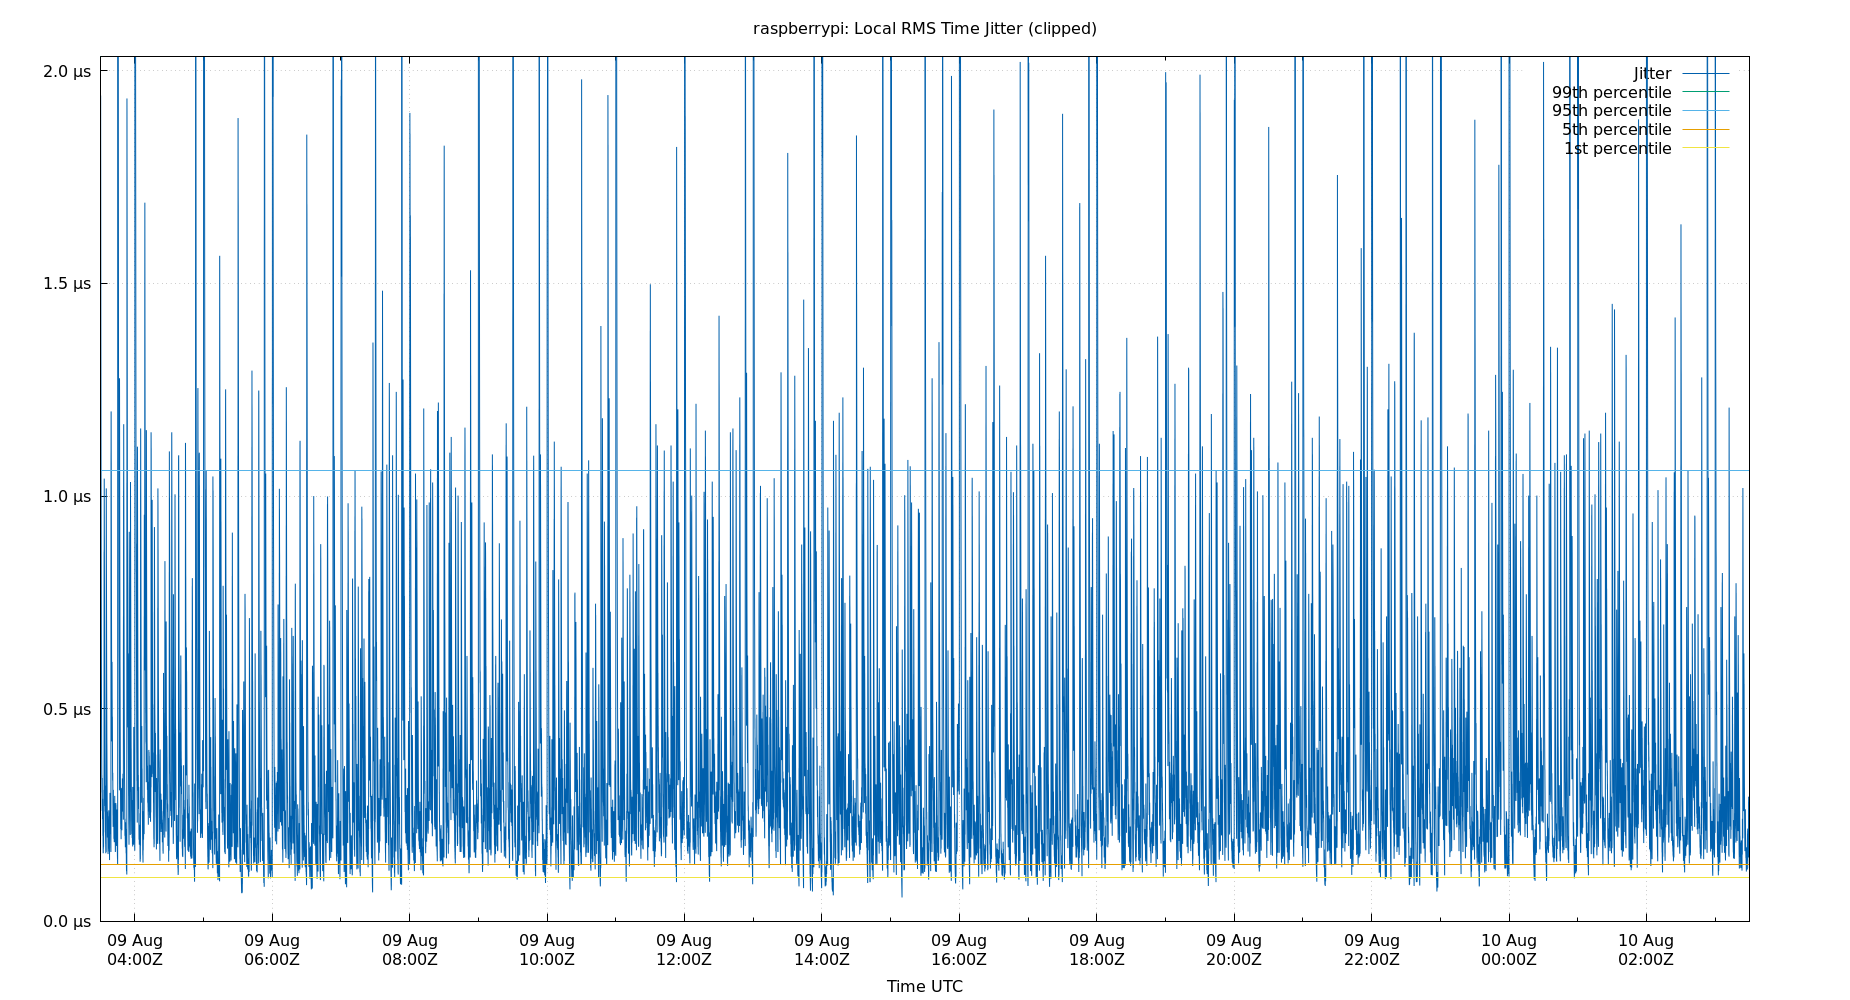 raspberrypi: Local RMS Time Jitter (clipped)
2.0 µs
1.5 µs
1.0 µs
0.5 µs
0.0 µs
Jitter
99th percentile
95th percentile
5th percentile
1st percentile
09 Aug 09 Aug 09 Aug 09 Aug 09 Aug 09 Aug 09 Aug 09 Aug 09 Aug 09 Aug 10 Aug 10 Aug
04:00Z 06:00Z 08:00Z 10:00Z 12:00Z 14:00Z 16:00Z 18:00Z 20:00Z 22:00Z 00:00Z 02:00Z
Time UTC